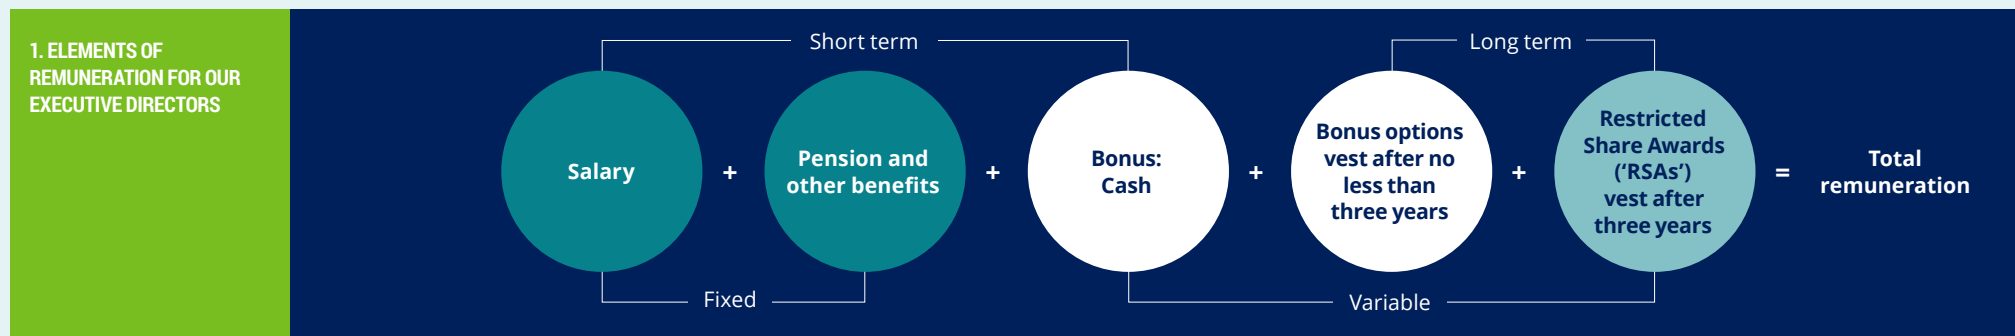 1. ELEMENTS OF
REMUNERATION FOR OUR
EXECUTIVE DIRECTORS
Short term
Long term
Salary
+
Pension and
other benefits
+
Bonus:
Cash
+
Bonus options
vest after no
less than
three years
+
Restricted
Share Awards
(‘RSAs’)
vest after
three years
=
Total
remuneration
Fixed
Variable